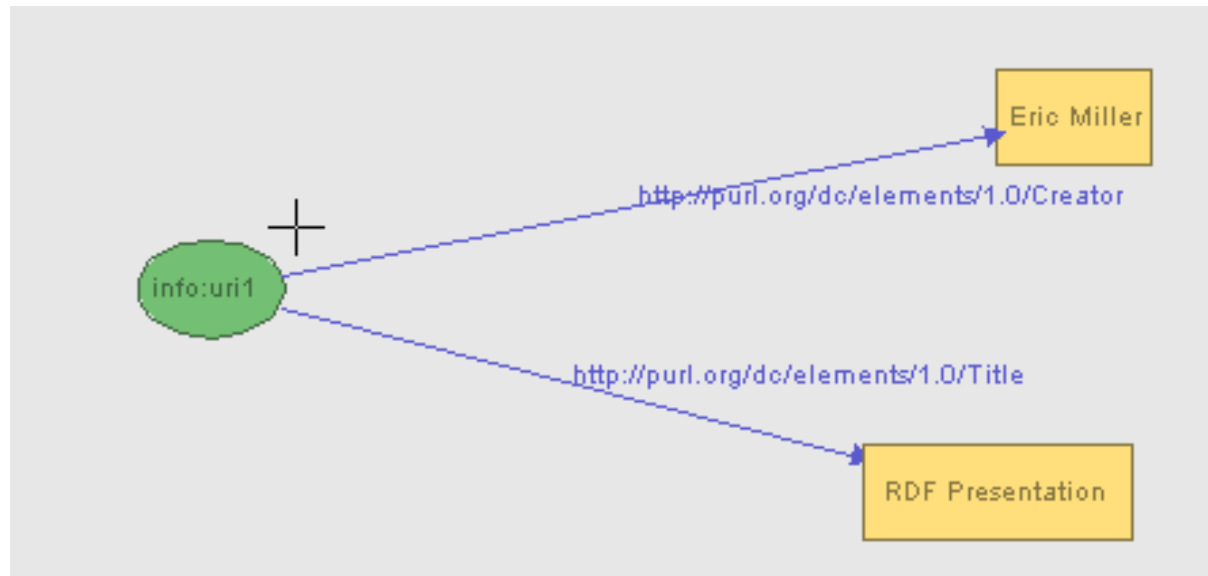 Eric Miller
http://purl.org/dc/elements/1.0/Creator
info:uri1
http://purl.org/dc/elements/1.0/Title
RDF Presentation